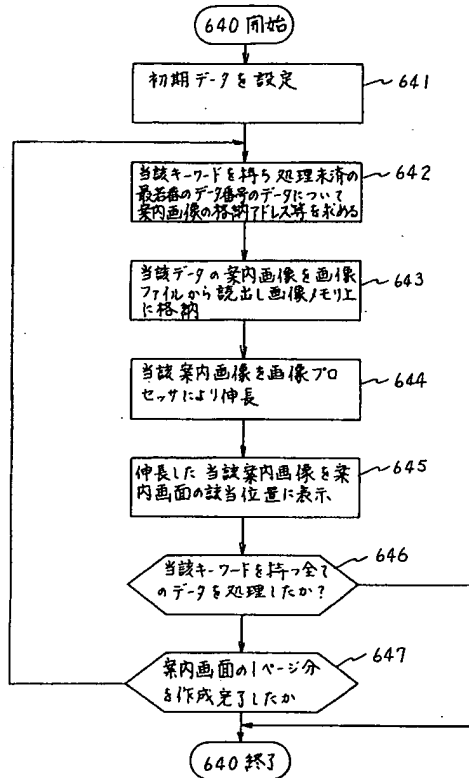 640 開始
初期データを設定
641
当該キーワードを持ち処理未済の
最若番のデータ番号のデータについて
案内画像の格納アドレス等を求める
642
当該データの案内画像を画像
ファイルから読出し画像メモリ上
に格納
643
当該案内画像を画像プロ
セッサにより伸長
644
伸長した当該案内画像を案
内画面の該当位置に表示
645
当該キーワードを持つ全て
のデータを処理したか?
646
案内画面の1ページ分
を作成完了したか
647
640 終了